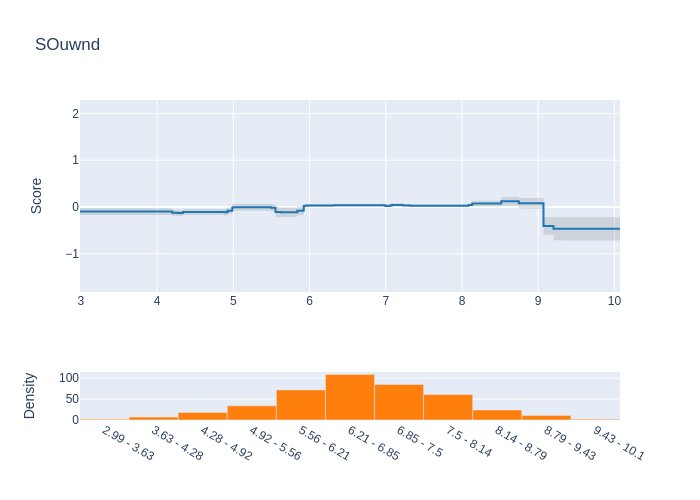 SOuwnd
Score
2
1
0
−1
3
4
5
6
7
8
9
10
Density
100
50
0
2.99 - 3.63
3.63 - 4.28
4.28 - 4.92
4.92 - 5.56
5.56 - 6.21
6.21 - 6.85
6.85 - 7.5
7.5 - 8.14
8.14 - 8.79
8.79 - 9.43
9.43 - 10.1